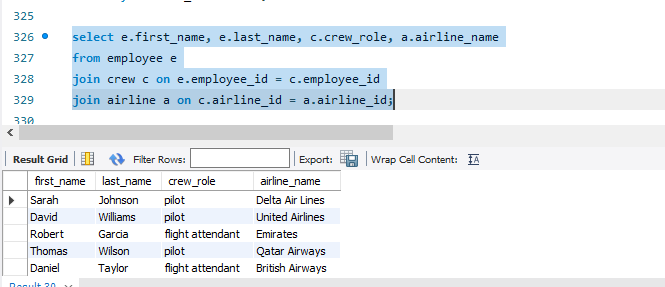 325
326 select e.first_name, e.last_name, c.crew_role, a.airline_name
327 from employee e
328 join crew c on e.employee_id = c.employee_id
329 join airline a on c.airline_id = a.airline_id;
330
Result Grid Filter Rows: Export: Wrap Cell Content:
first_name last_name crew_role airline_name
Sarah Johnson pilot Delta Air Lines
David Williams pilot United Airlines
Robert Garcia flight attendant Emirates
Thomas Wilson pilot Qatar Airways
Daniel Taylor flight attendant British Airways